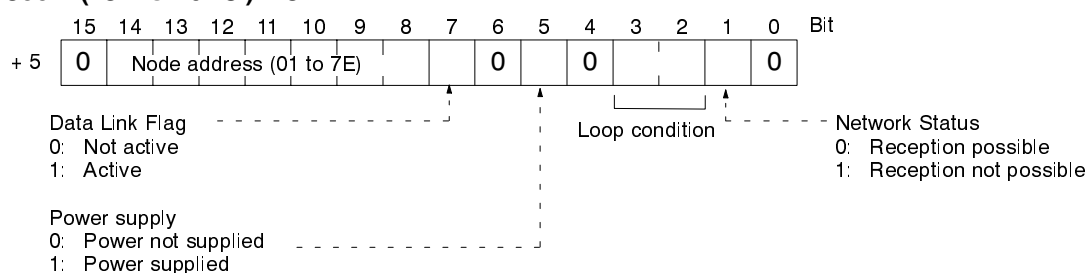 15 14 13 12 11 10 9 8 7 6 5 4 3 2 1 0 Bit
+ 5 0 Node address (01 to 7E) 0 0 0
Data Link Flag
0: Not active
1: Active
Loop condition
Network Status
0: Reception possible
1: Reception not possible
Power supply
0: Power not supplied
1: Power supplied